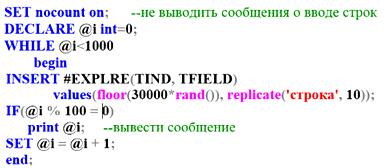 SET nocount on; --не выводить сообщения о вводе строк
DECLARE @i int=0;
WHILE @i<1000
begin
INSERT #EXPLRE(TIND, TFIELD)
values(floor(30000*rand()), replicate('строка', 10));
IF(@i % 100 = 0)
print @i; --вывести сообщение
SET @i = @i + 1;
end;